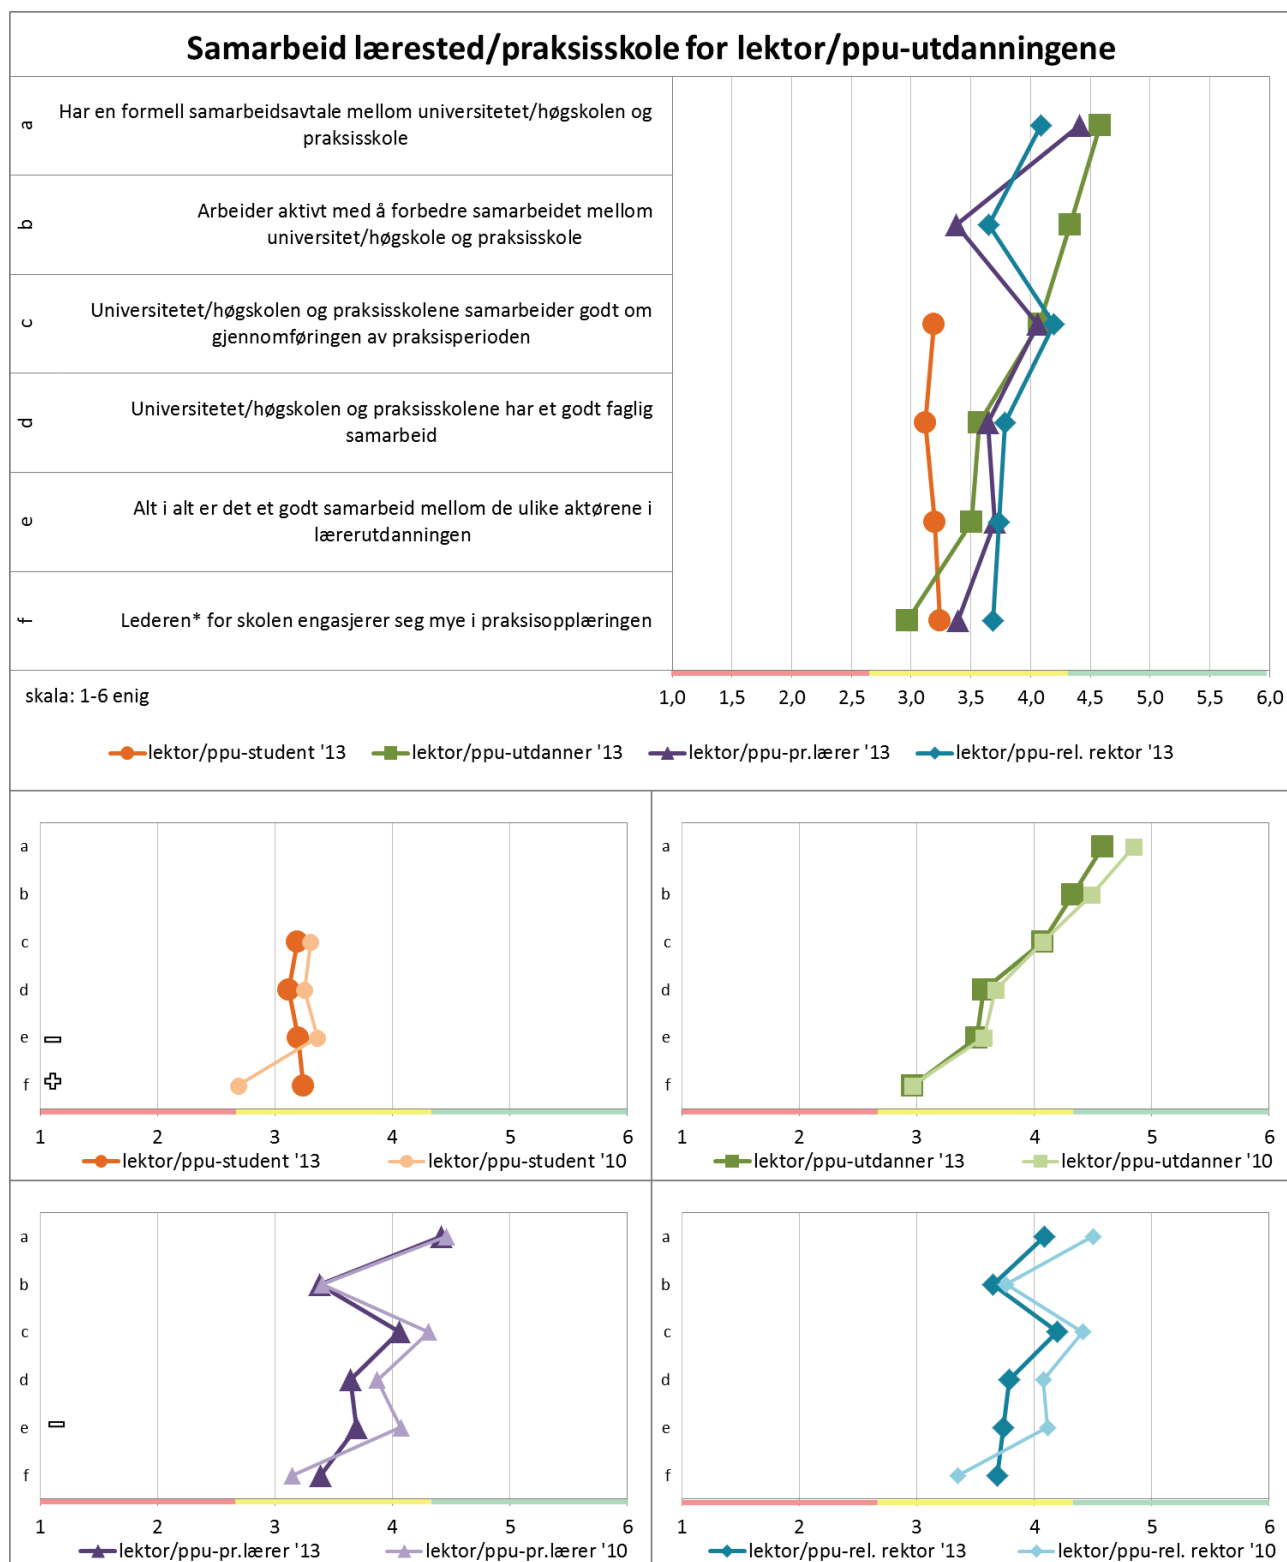 Samarbeid lærested/praksisskole for lektor/ppu-utdanningene
a
Har en formell samarbeidsavtale mellom universitetet/høgskolen og
praksisskole
b
Arbeider aktivt med å forbedre samarbeidet mellom
universitet/høgskole og praksisskole
c
Universitetet/høgskolen og praksisskolene samarbeider godt om
gjennomføringen av praksisperioden
d
Universitetet/høgskolen og praksisskolene har et godt faglig
samarbeid
e
Alt i alt er det et godt samarbeid mellom de ulike aktørene i
lærerutdanningen
f
Lederen* for skolen engasjerer seg mye i praksisopplæringen
skala: 1-6 enig
1,0 1,5 2,0 2,5 3,0 3,5 4,0 4,5 5,0 5,5 6,0
lektor/ppu-student '13 lektor/ppu-utdanner '13 lektor/ppu-pr.lærer '13 lektor/ppu-rel. rektor '13
a
b
c
d
e
f
1 2 3 4 5 6
lektor/ppu-student '13 lektor/ppu-student '10
a
b
c
d
e
f
1 2 3 4 5 6
lektor/ppu-utdanner '13 lektor/ppu-utdanner '10
a
b
c
d
e
f
1 2 3 4 5 6
lektor/ppu-pr.lærer '13 lektor/ppu-pr.lærer '10
a
b
c
d
e
f
1 2 3 4 5 6
lektor/ppu-rel. rektor '13 lektor/ppu-rel. rektor '10